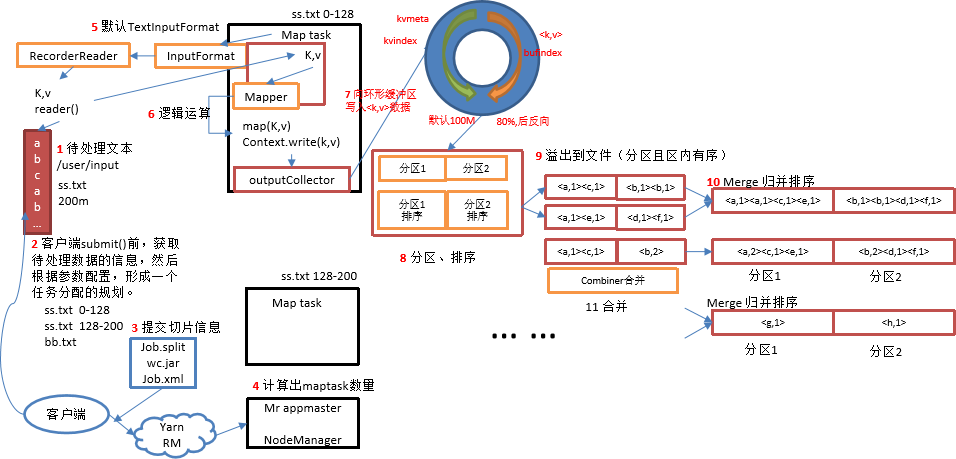 ss.txt 0-128
5 默认TextInputFormat
Map task
RecorderReader
InputFormat
K,v
K,v
reader()
Mapper
6 逻辑运算
map(K,v)
Context.write(k,v)
outputCollector
kvmeta
kvindex
<k,v>
bufindex
7 向环形缓冲区
写入<k,v>数据
默认100M
80%,后反向
a
b
c
a
b
...
1 待处理文本
/user/input
ss.txt
200m
2 客户端submit()前，获取
待处理数据的信息，然后
根据参数配置，形成一个
任务分配的规划。
ss.txt 0-128
ss.txt 128-200
bb.txt
3 提交切片信息
Job.split
wc.jar
Job.xml
客户端
Yarn
RM
ss.txt 128-200
Map task
4 计算出maptask数量
Mr appmaster
NodeManager
分区1
分区2
分区1
排序
分区2
排序
8 分区、排序
9 溢出到文件（分区且区内有序）
<a,1><c,1>
<b,1><b,1>
<a,1><e,1>
<d,1><f,1>
<a,1><c,1>
<b,2>
Combiner合并
11 合并
10 Merge 归并排序
<a,1><a,1><c,1><e,1>
<b,1><b,1><d,1><f,1>
<a,2><c,1><e,1>
<b,2><d,1><f,1>
分区1
分区2
Merge 归并排序
<g,1>
<h,1>
分区1
分区2
... ...